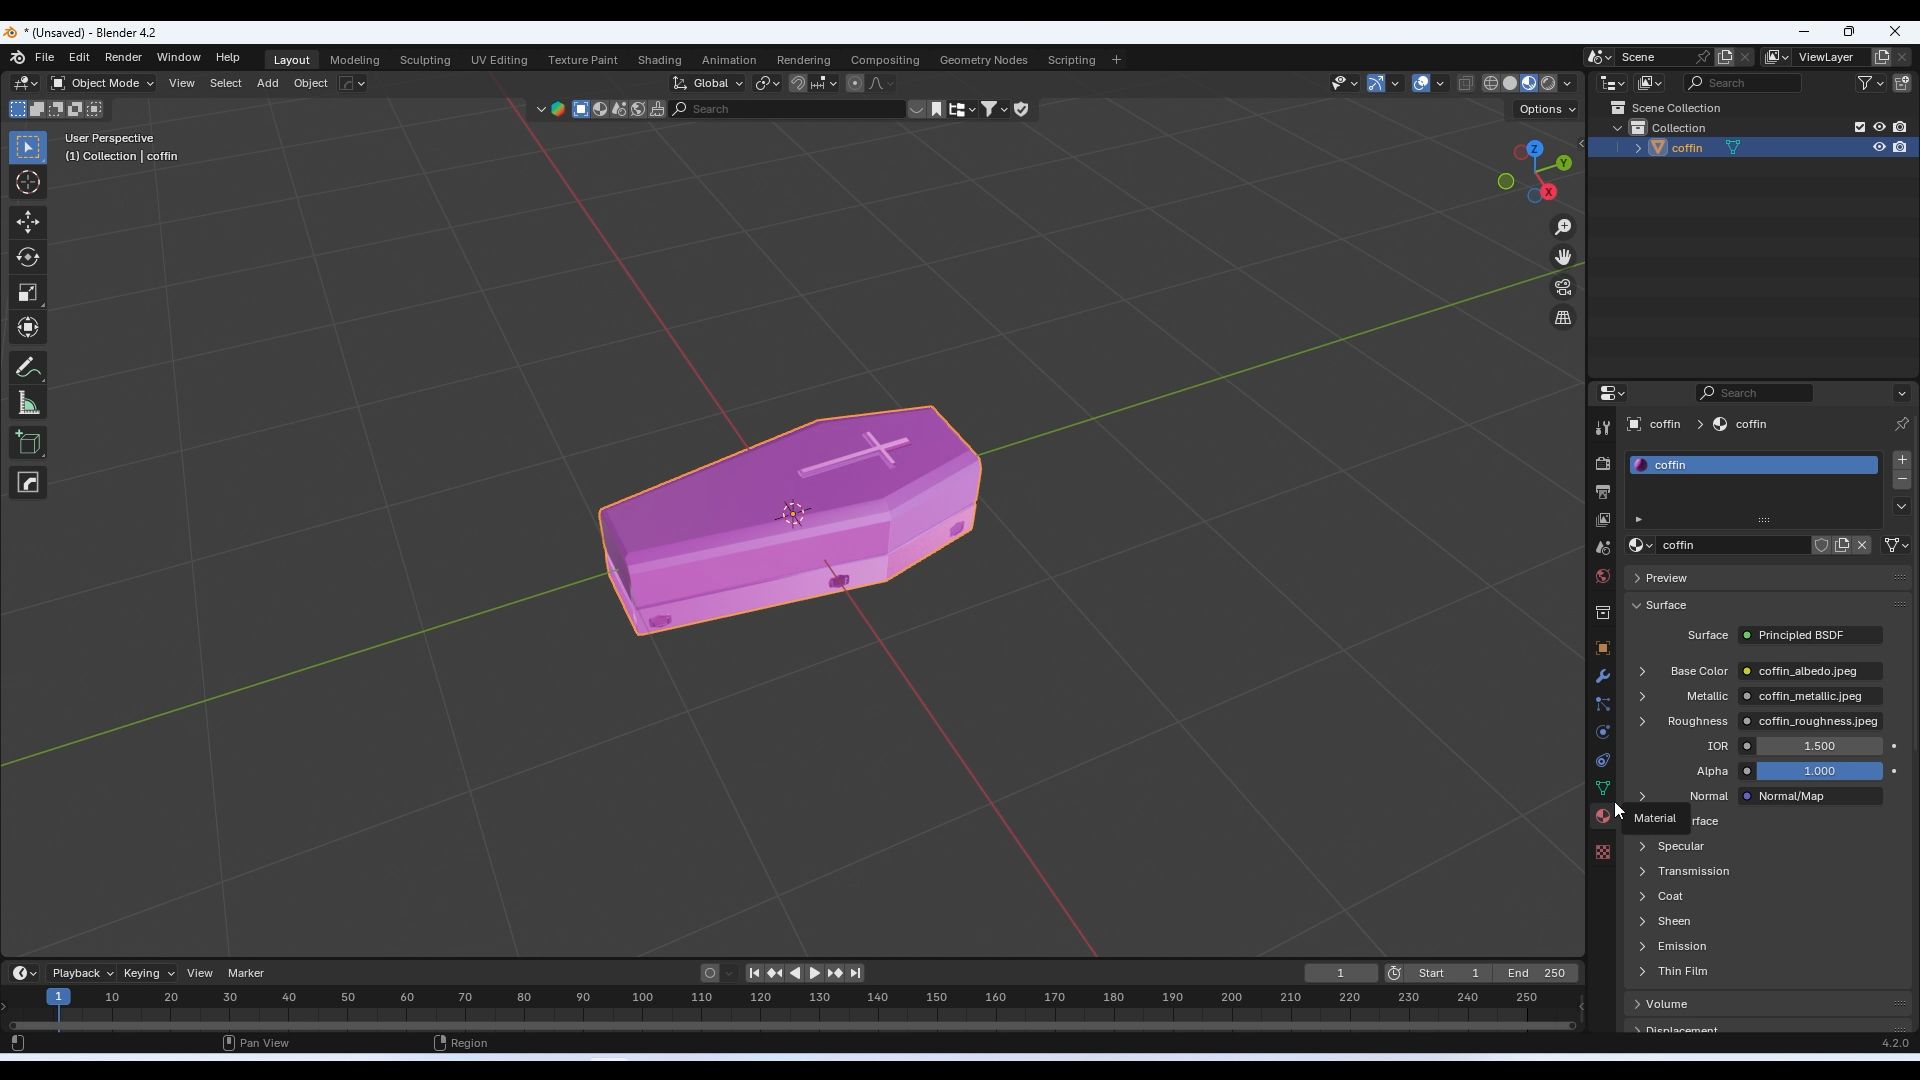 * (Unsaved) - Blender 4.2
File Edit Render Window Help Layout Modeling Sculpting UV Editing Texture Paint Shading Animation Rendering Compositing Geometry Nodes Scripting + Scene ViewLayer
Object Mode View Select Add Object Global Search
Search Options
User Perspective
(1) Collection | coffin
Z
Y
X
Scene Collection
Collection
coffin
Search
coffin > coffin
coffin
coffin
Preview
Surface
Surface Principled BSDF
Base Color coffin_albedo.jpeg
Metallic coffin_metallic.jpeg
Roughness coffin_roughness.jpeg
IOR 1.500
Alpha 1.000
Normal Normal/Map
Material
rface
Specular
Transmission
Coat
Sheen
Emission
Thin Film
Volume
Displacement
Playback Keying View Marker 1 Start 1 End 250
1 10 20 30 40 50 60 70 80 90 100 110 120 130 140 150 160 170 180 190 200 210 220 230 240 250
Pan View Region 4.2.0